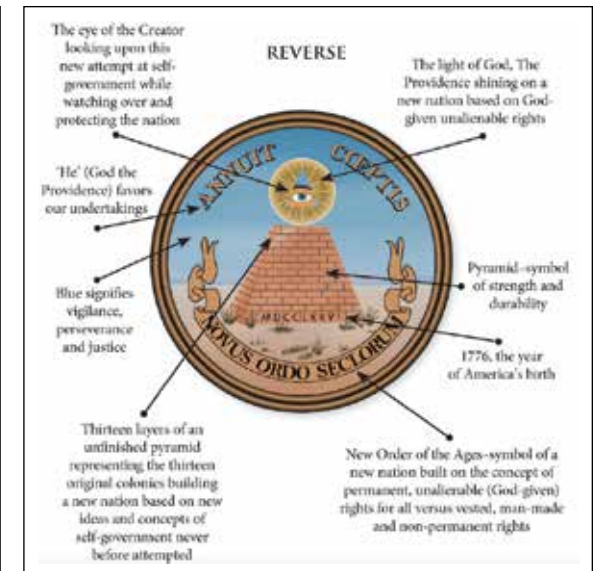 The eye of the Creator
looking upon this
new attempt at self-
government while
watching over and
protecting the nation
REVERSE
The light of God, The
Providence shining on a
new nation based on God-
given unalienable rights
'He' (God the
Providence) favors
our undertakings
ANNUIT COEPTIS
Blue signifies
vigilance,
perseverance
and justice
Pyramid–symbol
of strength and
durability
MDCCLXXVI
NOVUS ORDO SECLORUM
1776, the year
of America's birth
Thirteen layers of an
unfinished pyramid
representing the thirteen
original colonies building
a new nation based on new
ideas and concepts of
self-government never
before attempted
New Order of the Ages–symbol of a
new nation built on the concept of
permanent, unalienable (God-given)
rights for all versus vested, man-made
and non-permanent rights